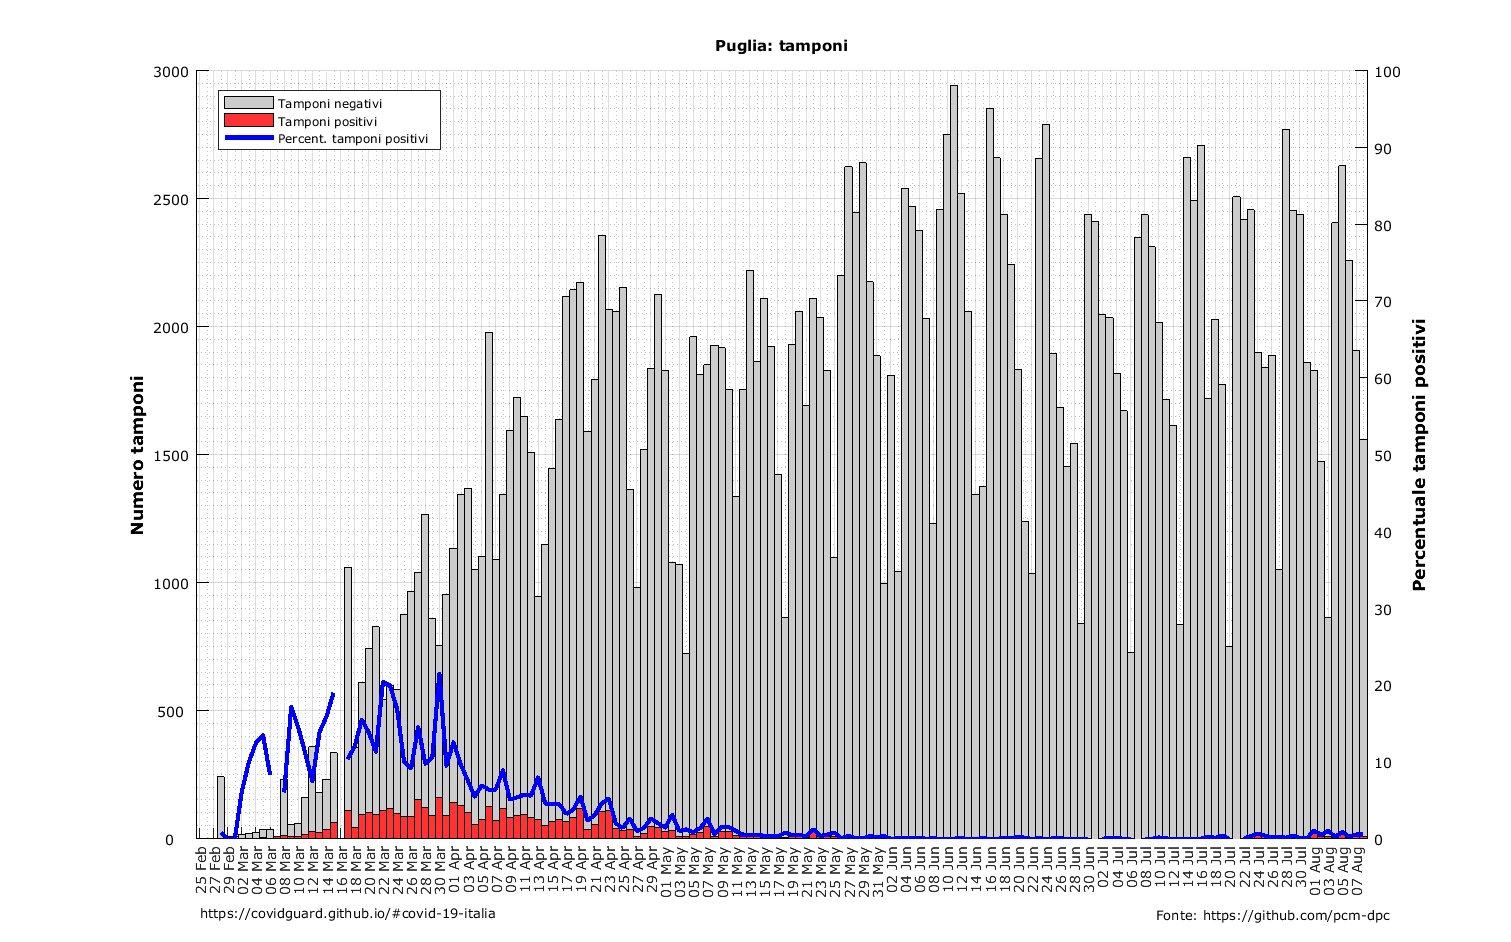 Puglia: tamponi
3000
2500
2000
1500
1000
500
0
Numero tamponi
Tamponi negativi
Tamponi positivi
Percent. tamponi positivi
100
90
80
70
60
50
40
30
20
10
0
Percentuale tamponi positivi
25 Feb
27 Feb
29 Feb
02 Mar
04 Mar
06 Mar
08 Mar
10 Mar
12 Mar
14 Mar
16 Mar
18 Mar
20 Mar
22 Mar
24 Mar
26 Mar
28 Mar
30 Mar
01 Apr
03 Apr
05 Apr
07 Apr
09 Apr
11 Apr
13 Apr
15 Apr
17 Apr
19 Apr
21 Apr
23 Apr
25 Apr
27 Apr
29 Apr
01 May
03 May
05 May
07 May
09 May
11 May
13 May
15 May
17 May
19 May
21 May
23 May
25 May
27 May
29 May
31 May
02 Jun
04 Jun
06 Jun
08 Jun
10 Jun
12 Jun
14 Jun
16 Jun
18 Jun
20 Jun
22 Jun
24 Jun
26 Jun
28 Jun
30 Jun
02 Jul
04 Jul
06 Jul
08 Jul
10 Jul
12 Jul
14 Jul
16 Jul
18 Jul
20 Jul
22 Jul
24 Jul
26 Jul
28 Jul
30 Jul
01 Aug
03 Aug
05 Aug
07 Aug
https://covidguard.github.io/#covid-19-italia
Fonte: https://github.com/pcm-dpc